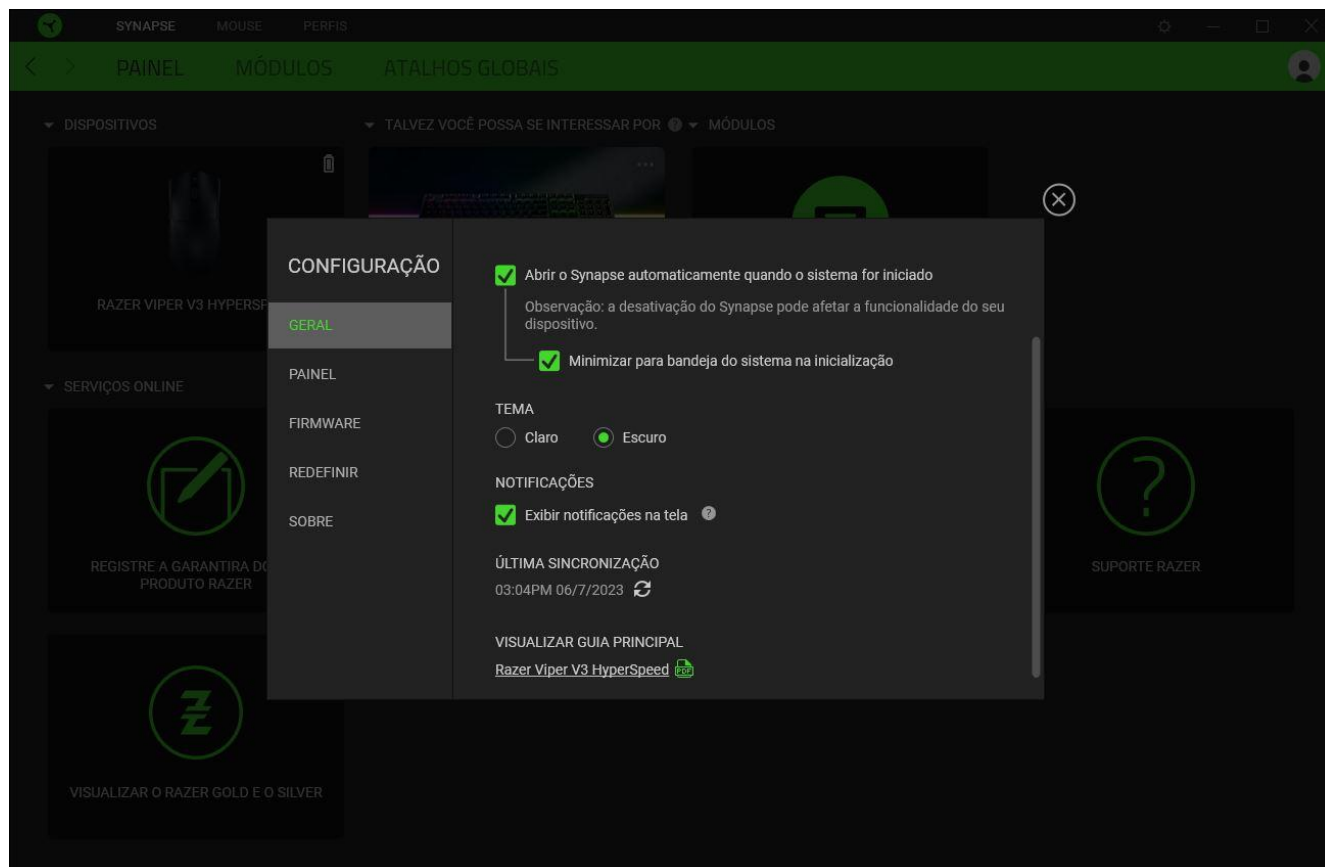 SYNAPSE MOUSE PERFIS
PAINEL MÓDULOS ATALHOS GLOBAIS
DISPOSITIVOS
TALVEZ VOCÊ POSSA SE INTERESSAR POR
MÓDULOS
RAZER VIPER V3 HYPERSP
SERVIÇOS ONLINE
REGISTRE A GARANTIRA DO
PRODUTO RAZER
SUPORTE RAZER
VISUALIZAR O RAZER GOLD E O SILVER
CONFIGURAÇÃO
GERAL
PAINEL
FIRMWARE
REDEFINIR
SOBRE
Abrir o Synapse automaticamente quando o sistema for iniciado
Observação: a desativação do Synapse pode afetar a funcionalidade do seu
dispositivo.
Minimizar para bandeja do sistema na inicialização
TEMA
Claro Escuro
NOTIFICAÇÕES
Exibir notificações na tela ?
ÚLTIMA SINCRONIZAÇÃO
03:04PM 06/7/2023
VISUALIZAR GUIA PRINCIPAL
Razer Viper V3 HyperSpeed PDF